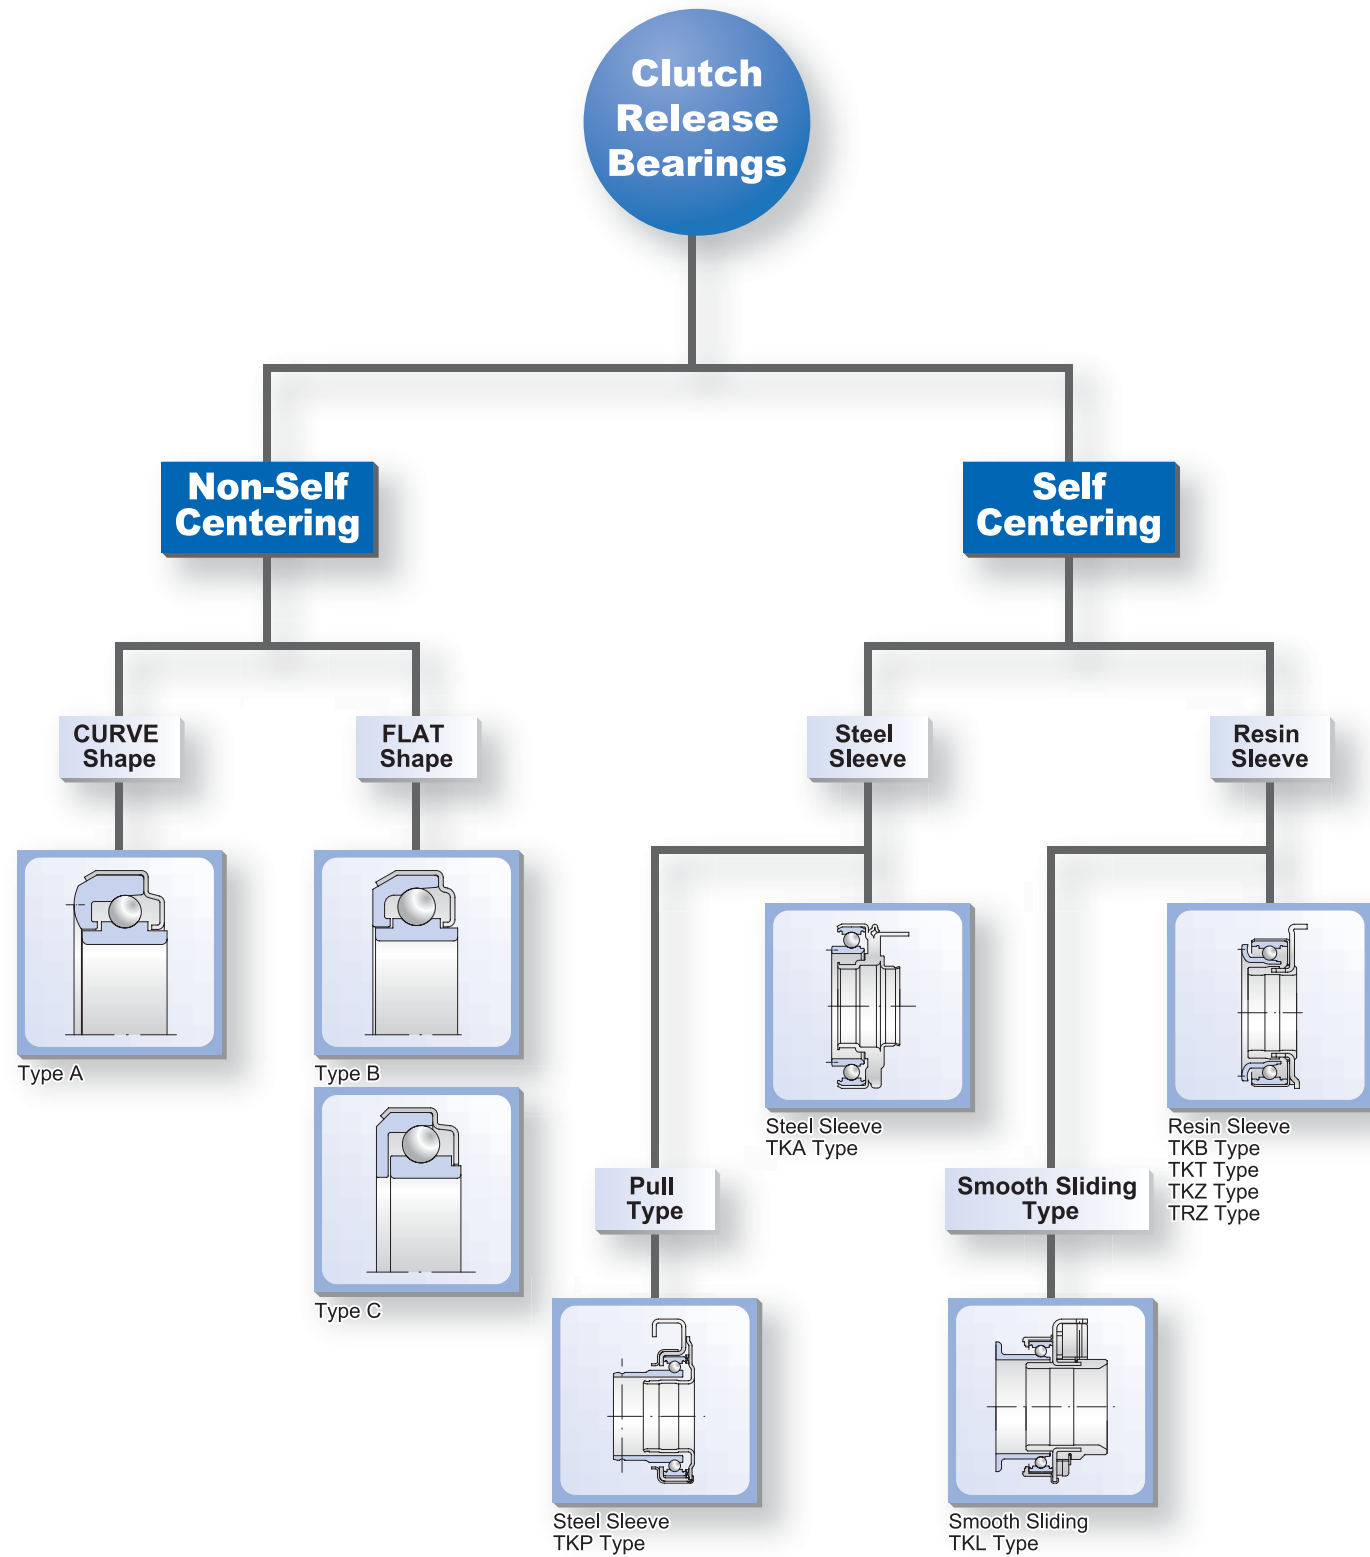 Clutch
Release
Bearings
Non-Self
Centering
Self
Centering
CURVE
Shape
FLAT
Shape
Steel
Sleeve
Resin
Sleeve
Type A
Type B
Type C
Steel Sleeve
TKA Type
Resin Sleeve
TKB Type
TKT Type
TKZ Type
TRZ Type
Pull
Type
Smooth Sliding
Type
Steel Sleeve
TKP Type
Smooth Sliding
TKL Type